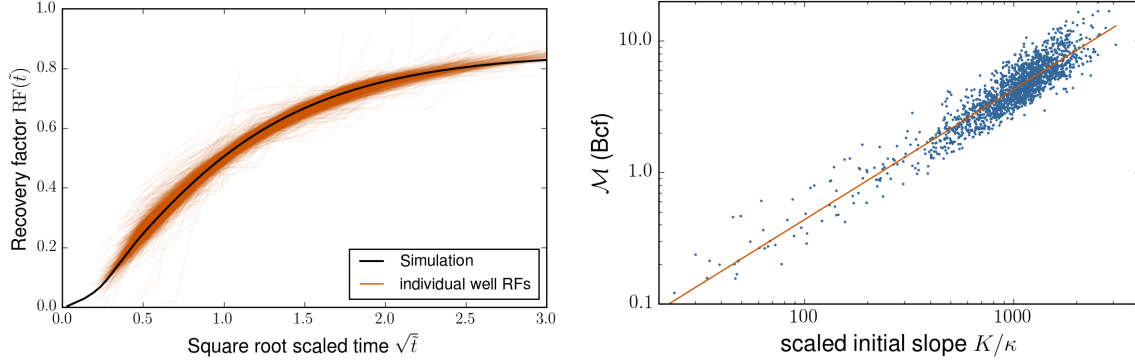 Recovery factor RF(t̃)
1.0
0.8
0.6
0.4
0.2
0.0
0.0 0.5 1.0 1.5 2.0 2.5 3.0
Square root scaled time √t̃
Simulation
individual well RFs
ℳ (Bcf)
10.0
1.0
0.1
100 1000
scaled initial slope K/κ